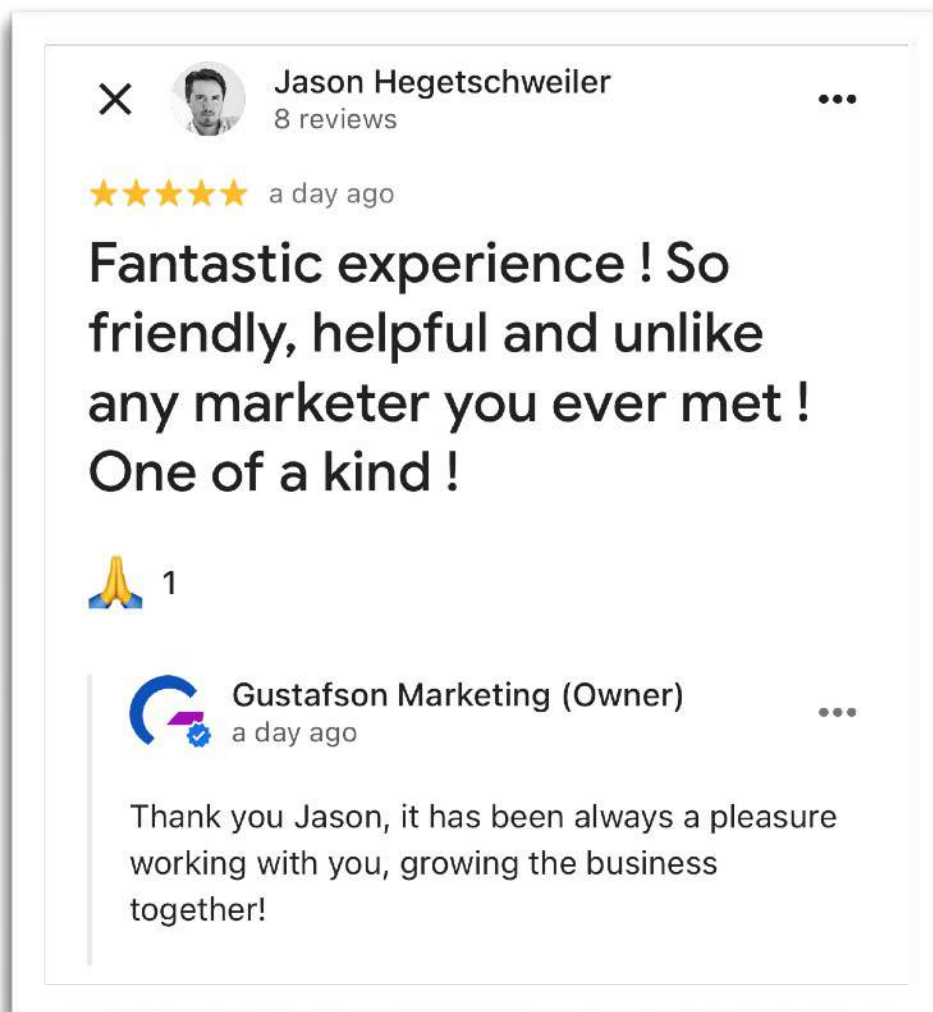 Jason Hegetschweiler
8 reviews
a day ago
Fantastic experience ! So
friendly, helpful and unlike
any marketer you ever met !
One of a kind !
1
Gustafson Marketing (Owner)
a day ago
Thank you Jason, it has been always a pleasure
working with you, growing the business
together!